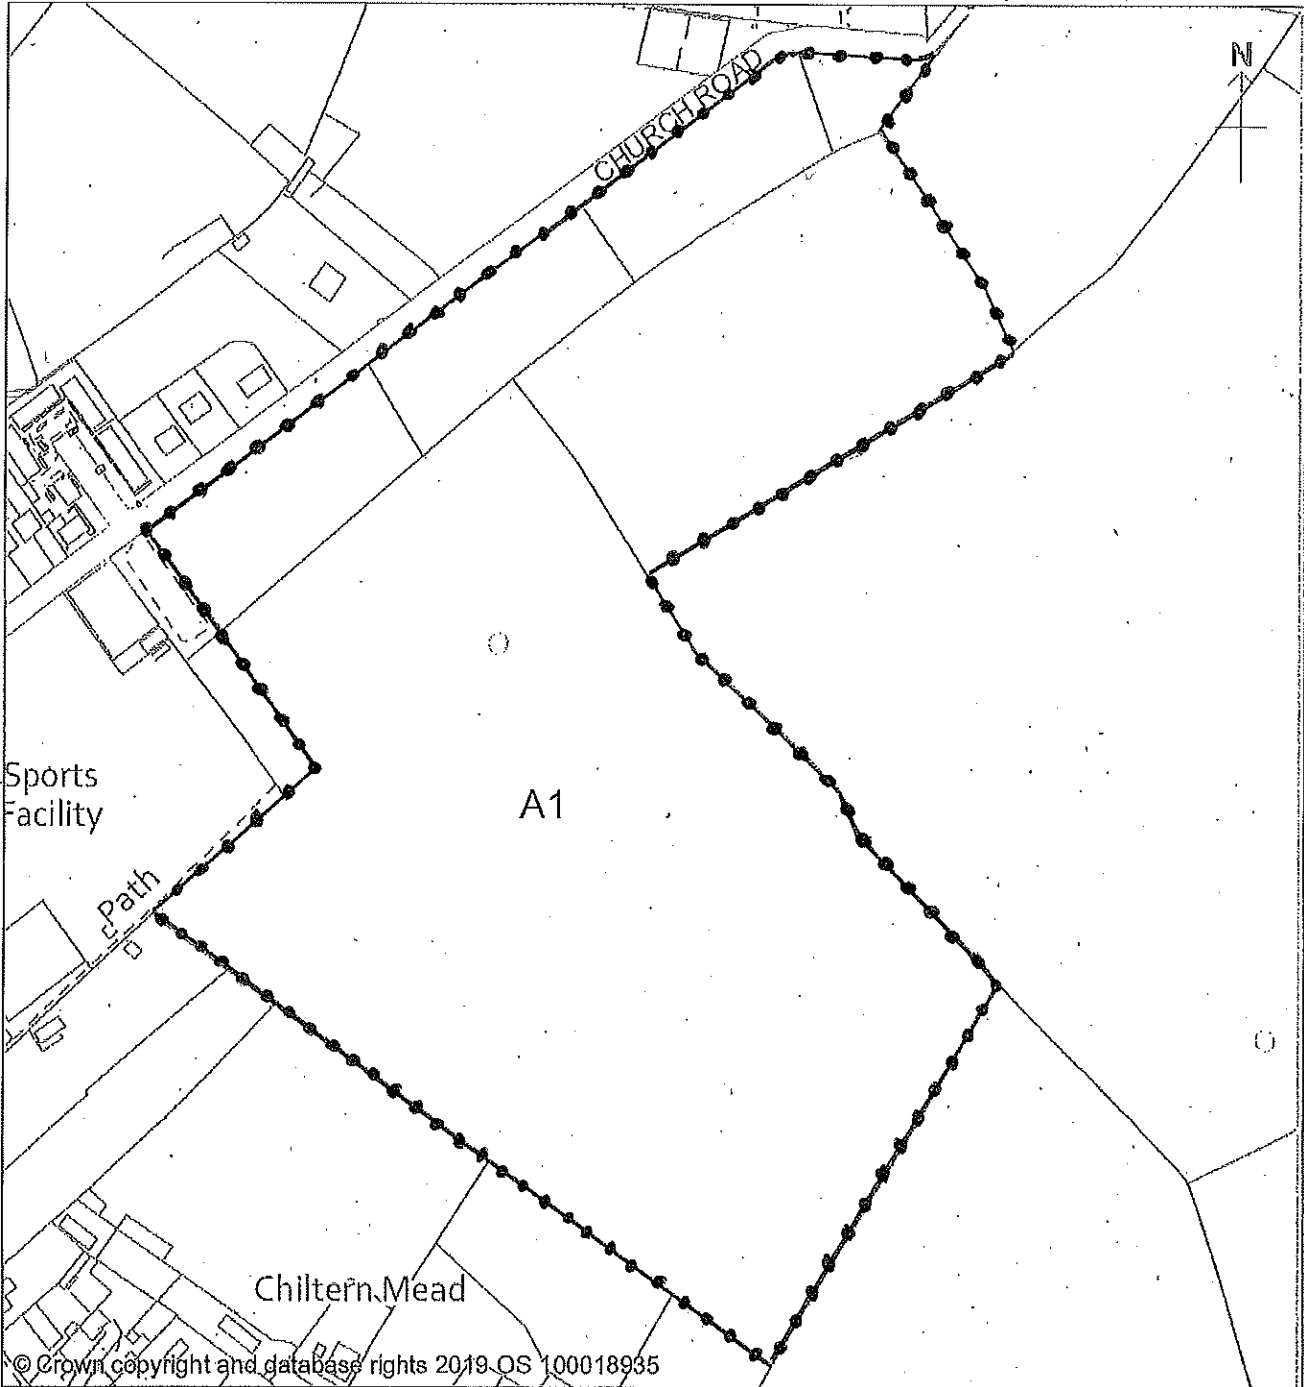 N
CHURCH ROAD
Sports
Facility
A1
Path
Chiltern Mead
© Crown copyright and database rights 2019 OS 100018935